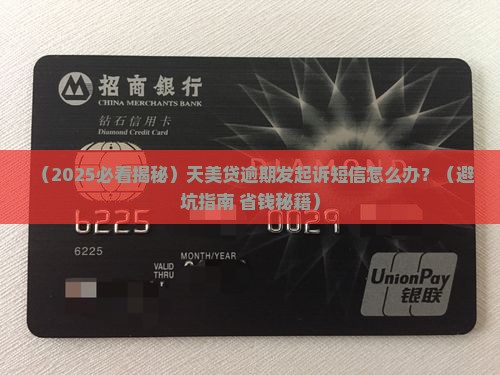 招商銀行
CHINA MERCHANTS BANK
钻石信用卡
Diamond Credit Card
DIAMOND
（2025必看揭秘）天美贷逾期发起诉短信怎么办？（避
坑指南 省钱秘籍）
6225 0029
6225
MONTH/YEAR
VALID
THRU
UnionPay
银联